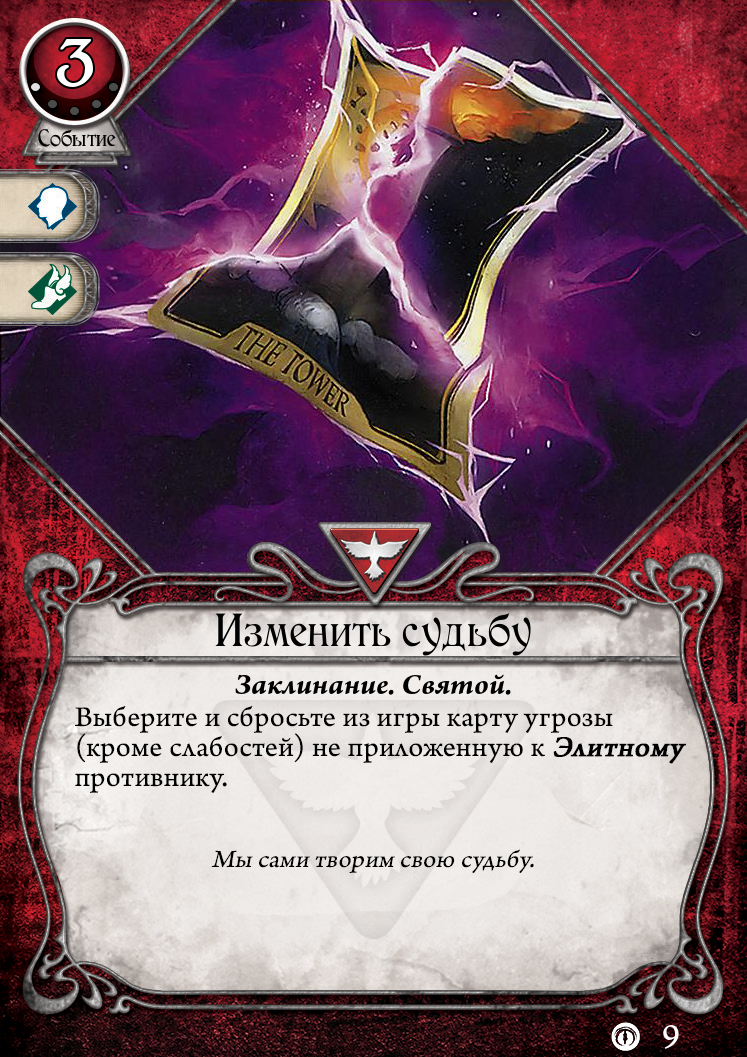 3
Событие
THE TOWER
Изменить судьбу
Заклинание. Святой.
Выберите и сбросьте из игры карту угрозы
(кроме слабостей) не приложенную к Элитному
противнику.
Мы сами творим свою судьбу.
9